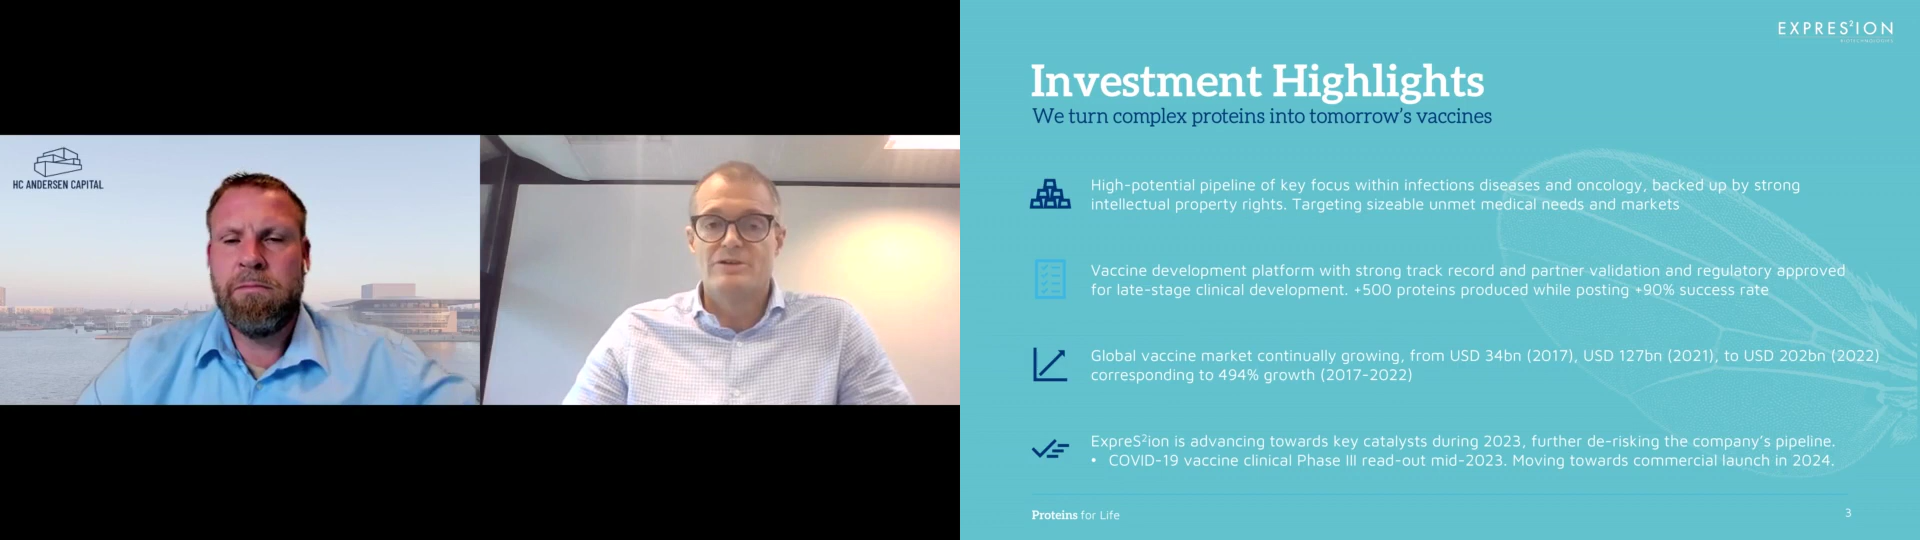 HC ANDERSEN CAPITAL
EXPRES²ION
Investment Highlights
We turn complex proteins into tomorrow's vaccines
High-potential pipeline of key focus within infections diseases and oncology, backed up by strong
intellectual property rights. Targeting sizeable unmet medical needs and markets
Vaccine development platform with strong track record and partner validation and regulatory approved
for late-stage clinical development. +500 proteins produced while posting +90% success rate
Global vaccine market continually growing, from USD 34bn (2017), USD 127bn (2021), to USD 202bn (2022)
corresponding to 494% growth (2017-2022)
ExpreS²ion is advancing towards key catalysts during 2023, further de-risking the company's pipeline.
• COVID-19 vaccine clinical Phase III read-out mid-2023. Moving towards commercial launch in 2024.
Proteins for Life
3